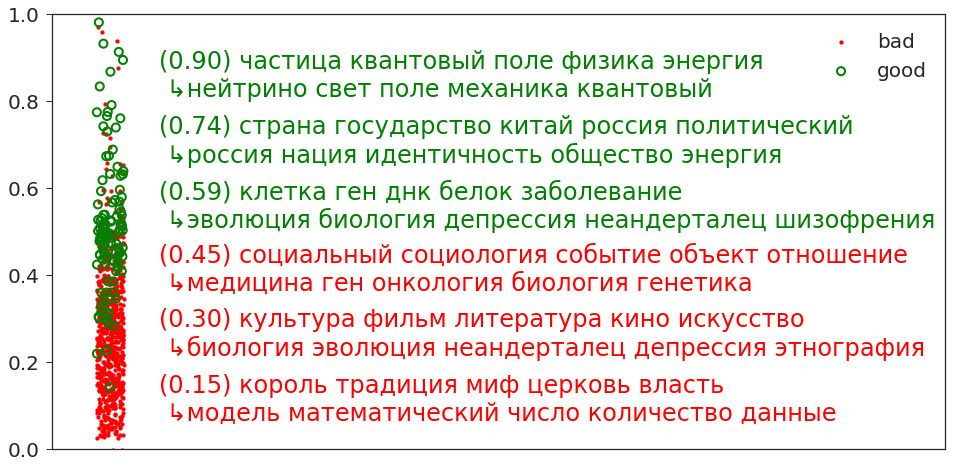 1.0
bad
good
(0.90) частица квантовый поле физика энергия
↳нейтрино свет поле механика квантовый
0.8
(0.74) страна государство китай россия политический
↳россия нация идентичность общество энергия
0.6
(0.59) клетка ген днк белок заболевание
↳эволюция биология депрессия неандерталец шизофрения
(0.45) социальный социология событие объект отношение
0.4
↳медицина ген онкология биология генетика
(0.30) культура фильм литература кино искусство
↳биология эволюция неандерталец депрессия этнография
0.2
(0.15) король традиция миф церковь власть
↳модель математический число количество данные
0.0